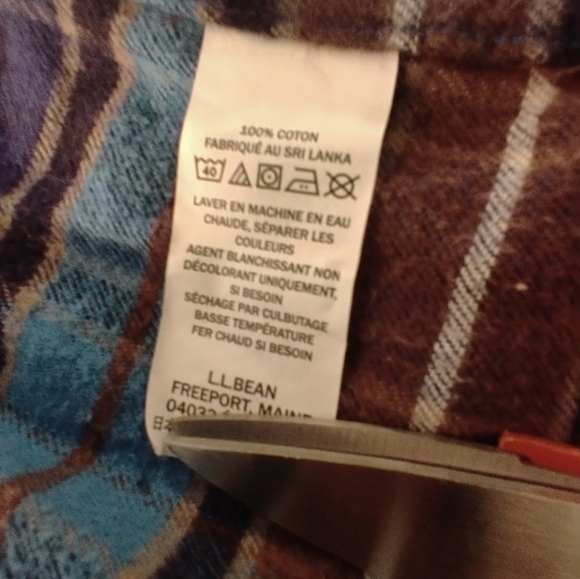 100% COTON
FABRIQUÉ AU SRI LANKA
40
LAVER EN MACHINE EN EAU
CHAUDE, SÉPARER LES
COULEURS
AGENT BLANCHISSANT NON
DÉCOLORANT UNIQUEMENT,
SI BESOIN
SÉCHAGE PAR CULBUTAGE
BASSE TEMPÉRATURE
FER CHAUD SI BESOIN
L.L.BEAN
FREEPORT, MAINE